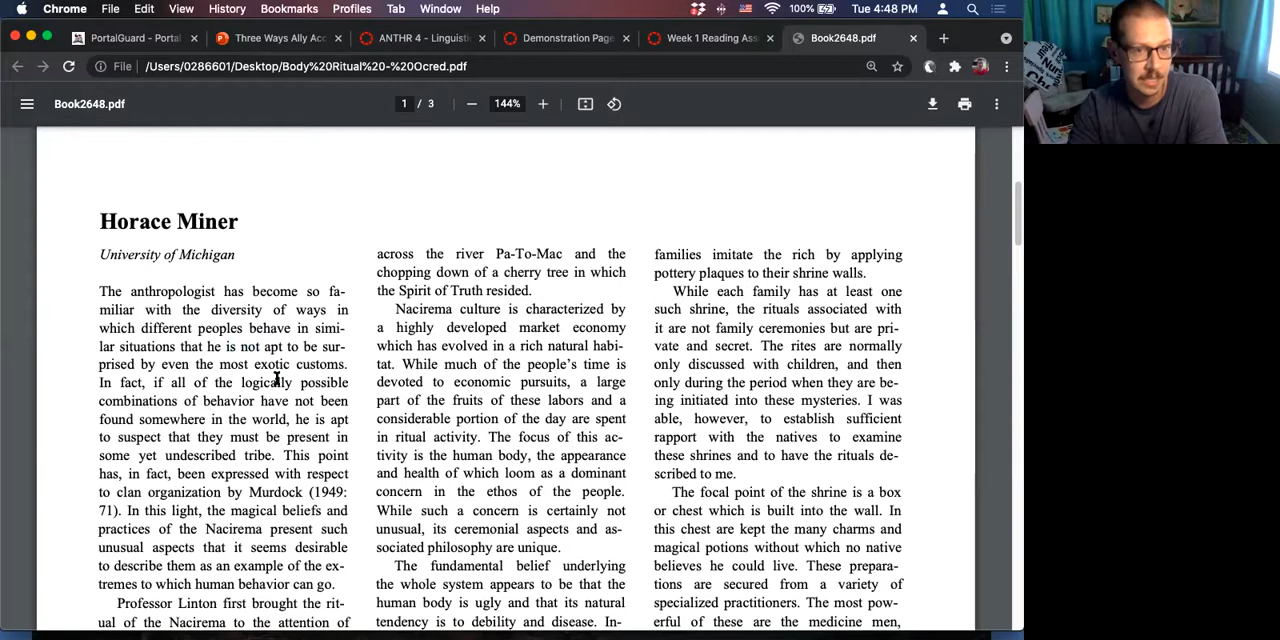 Chrome File Edit View History Bookmarks Profiles Tab Window Help 100% Tue 4:48 PM
PortalGuard - Portal Three Ways Ally Acc ANTHR 4 - Linguisti Demonstration Page Week 1 Reading Ass Book2648.pdf
File /Users/0286601/Desktop/Body%20Ritual%20-%20Ocred.pdf
Book2648.pdf 1 / 3 144%
Horace Miner
University of Michigan
The anthropologist has become so fa-
miliar with the diversity of ways in
which different peoples behave in simi-
lar situations that he is not apt to be sur-
prised by even the most exotic customs.
In fact, if all of the logically possible
combinations of behavior have not been
found somewhere in the world, he is apt
to suspect that they must be present in
some yet undescribed tribe. This point
has, in fact, been expressed with respect
to clan organization by Murdock (1949:
71). In this light, the magical beliefs and
practices of the Nacirema present such
unusual aspects that it seems desirable
to describe them as an example of the ex-
tremes to which human behavior can go.
Professor Linton first brought the rit-
ual of the Nacirema to the attention of
across the river Pa-To-Mac and the
chopping down of a cherry tree in which
the Spirit of Truth resided.
Nacirema culture is characterized by
a highly developed market economy
which has evolved in a rich natural habi-
tat. While much of the people's time is
devoted to economic pursuits, a large
part of the fruits of these labors and a
considerable portion of the day are spent
in ritual activity. The focus of this ac-
tivity is the human body, the appearance
and health of which loom as a dominant
concern in the ethos of the people.
While such a concern is certainly not
unusual, its ceremonial aspects and as-
sociated philosophy are unique.
The fundamental belief underlying
the whole system appears to be that the
human body is ugly and that its natural
tendency is to debility and disease. In-
families imitate the rich by applying
pottery plaques to their shrine walls.
While each family has at least one
such shrine, the rituals associated with
it are not family ceremonies but are pri-
vate and secret. The rites are normally
only discussed with children, and then
only during the period when they are be-
ing initiated into these mysteries. I was
able, however, to establish sufficient
rapport with the natives to examine
these shrines and to have the rituals de-
scribed to me.
The focal point of the shrine is a box
or chest which is built into the wall. In
this chest are kept the many charms and
magical potions without which no native
believes he could live. These prepara-
tions are secured from a variety of
specialized practitioners. The most pow-
erful of these are the medicine men,